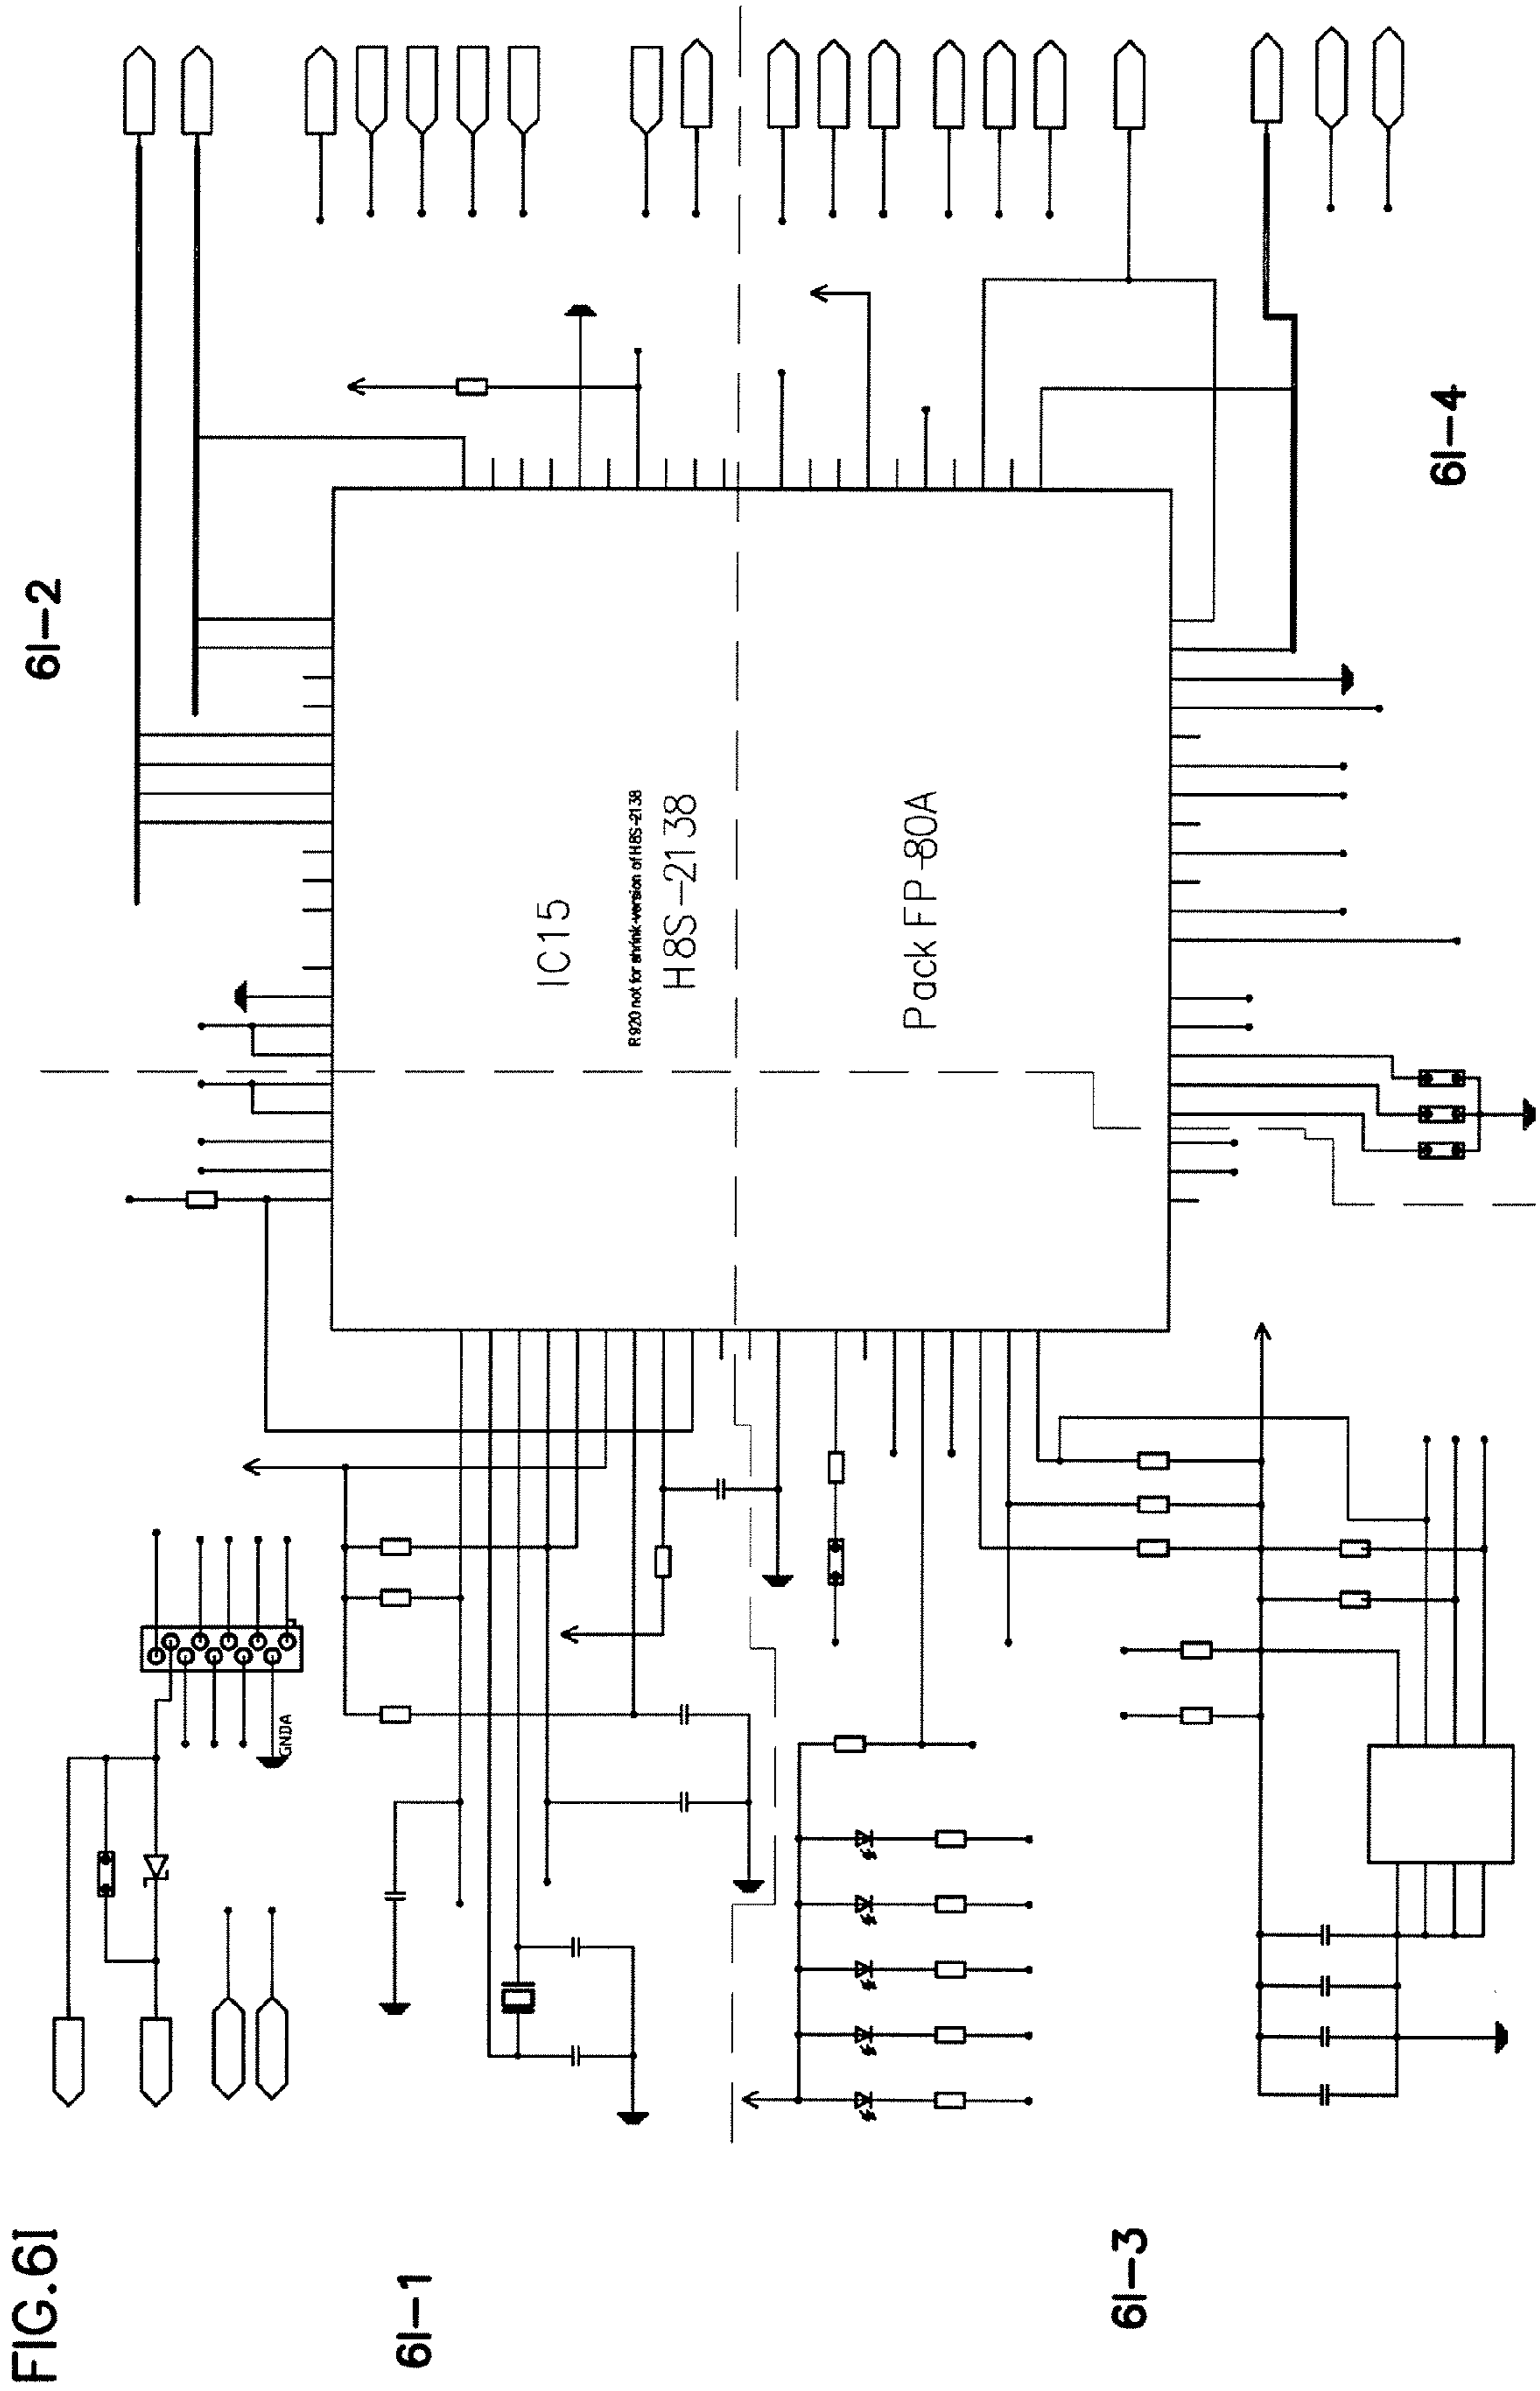 FIG.6I
6I-1
6I-2
IC15
R920 not for shrink-version of H8S-2138
H8S-2138
Pack FP-80A
GNDA
6I-3
6I-4